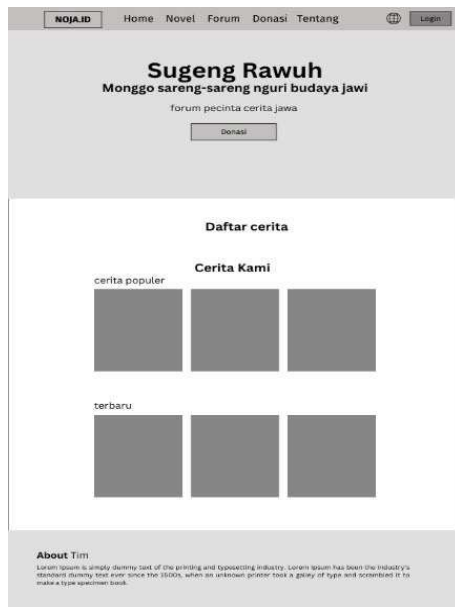 NOJA.ID Home Novel Forum Donasi Tentang Login
Sugeng Rawuh
Monggo sareng-sareng nguri budaya jawi
forum pecinta cerita jawa
Donasi
Daftar cerita
Cerita Kami
cerita populer
terbaru
About Tim
Lorem Ipsum is simply dummy text of the printing and typesetting industry. Lorem Ipsum has been the industry's
standard dummy text ever since the 1500s, when an unknown printer took a galley of type and scrambled it to
make a type specimen book.